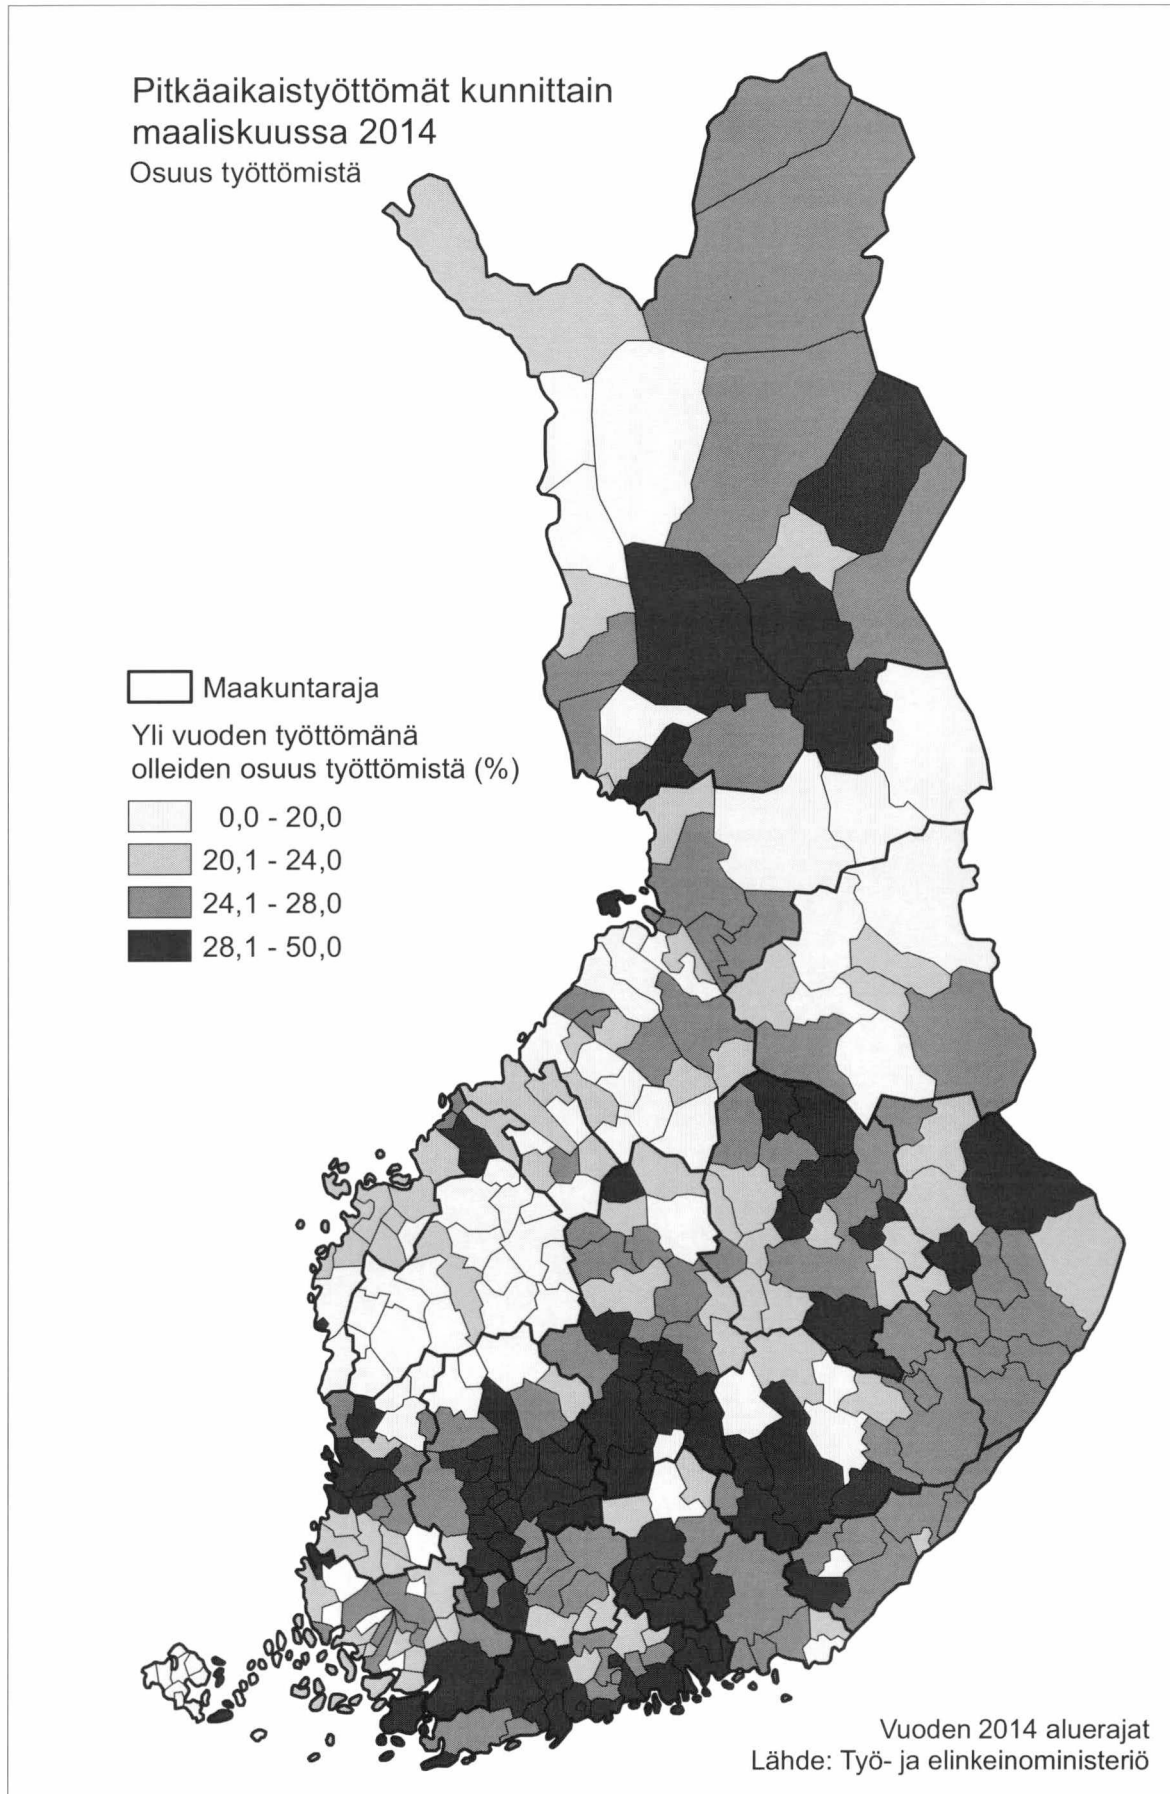 Pitkäaikaistyöttömät kunnittain
maaliskuussa 2014
Osuus työttömistä
Maakuntaraja
Yli vuoden työttömänä
olleiden osuus työttömistä (%)
0,0 - 20,0
20,1 - 24,0
24,1 - 28,0
28,1 - 50,0
Vuoden 2014 aluerajat
Lähde: Työ- ja elinkeinoministeriö